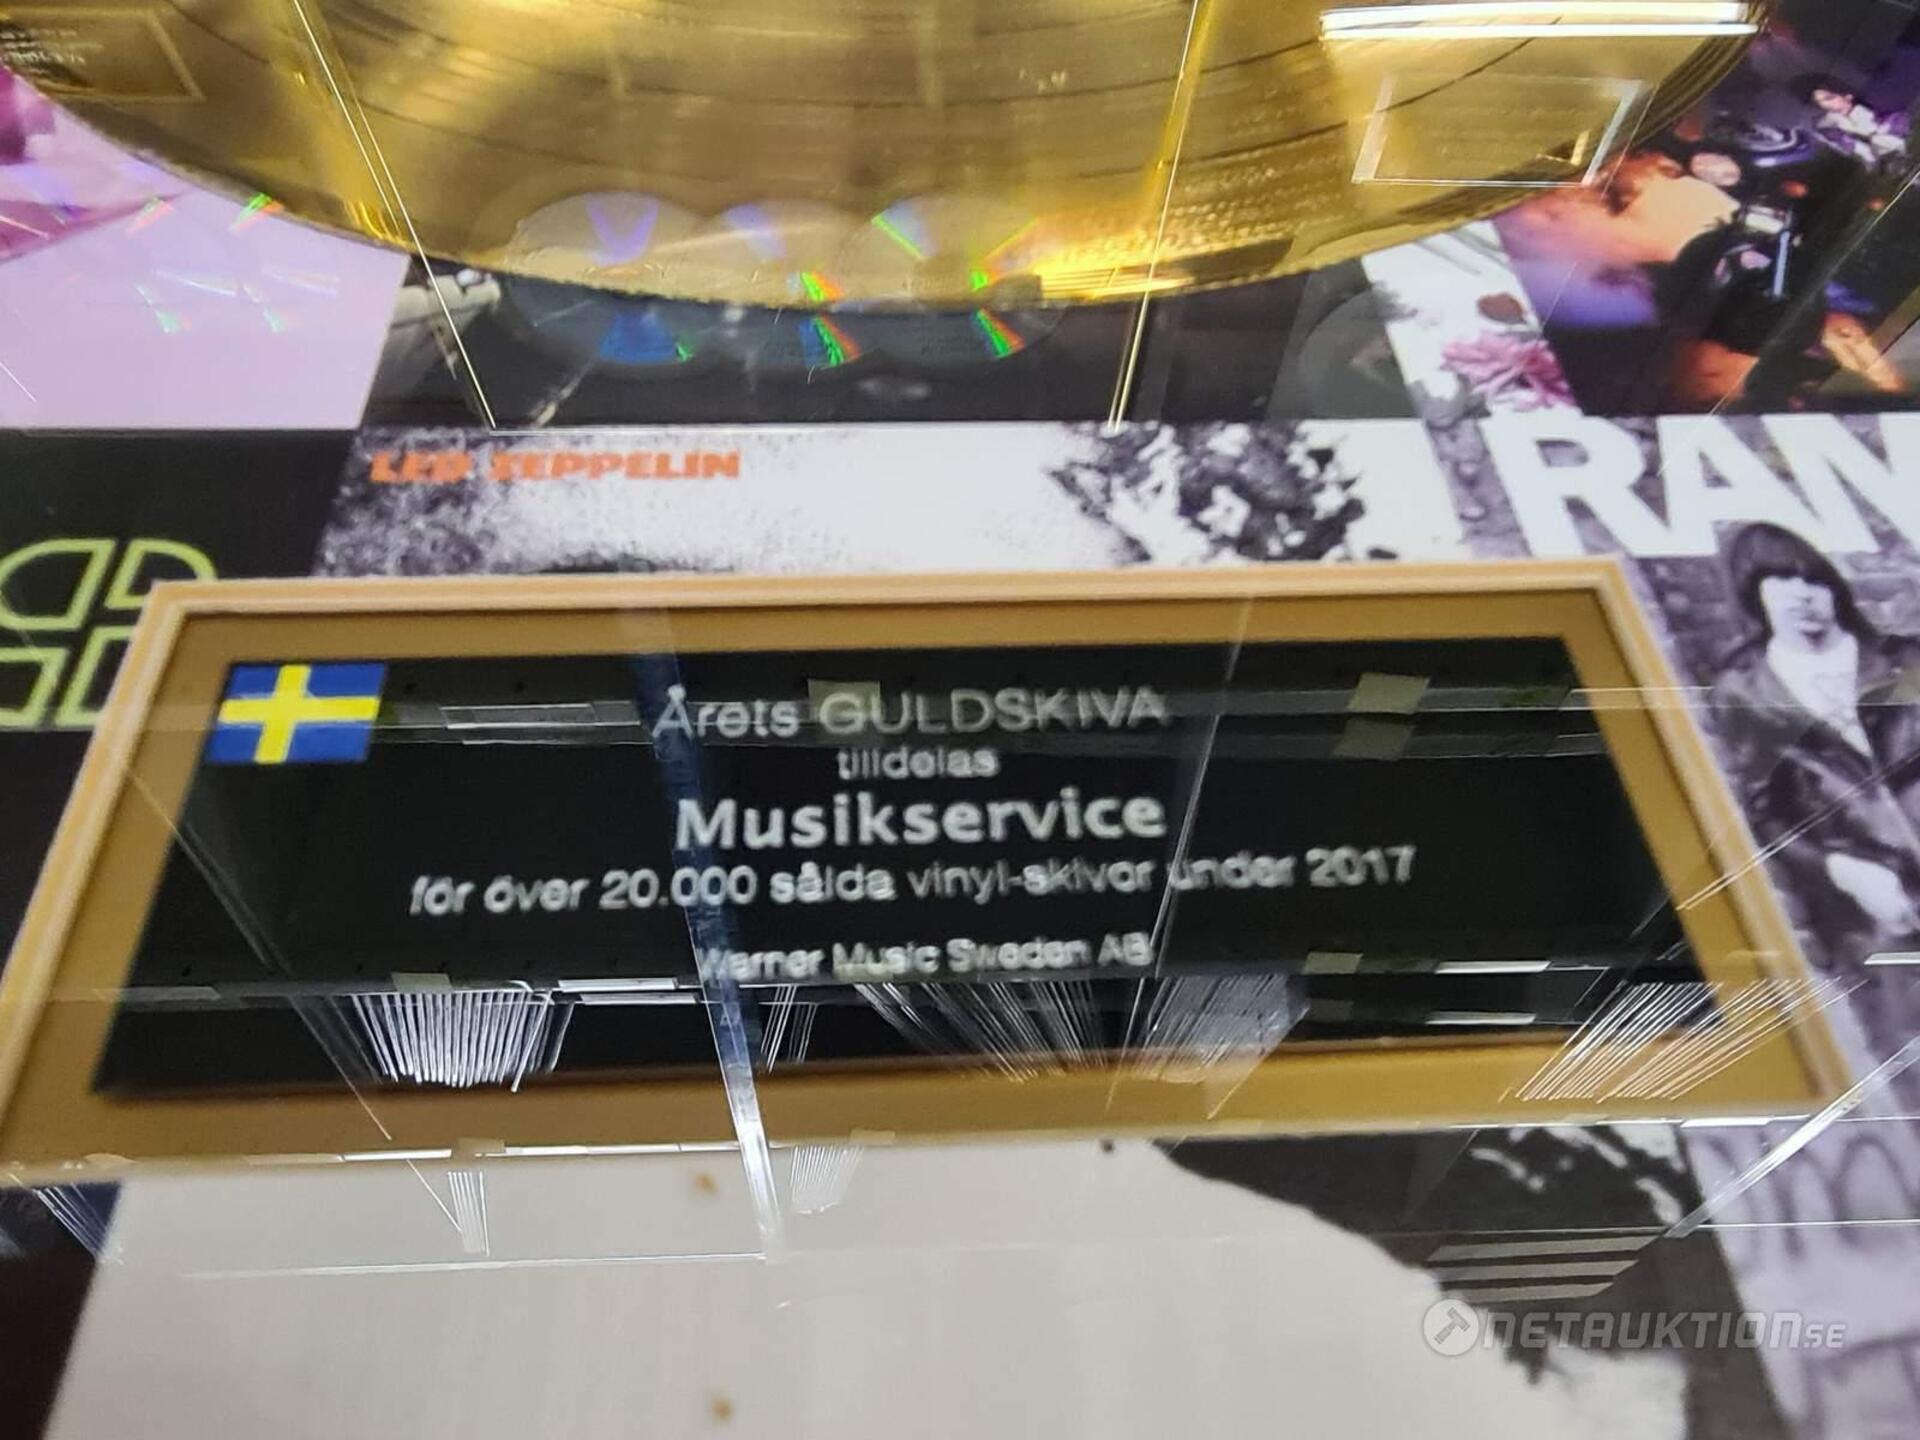 LED ZEPPELIN
RAM
Årets GULDSKIVA
tilldelas
Musikservice
för över 20.000 sålda vinyl-skivor under 2017
Warner Music Sweden AB
NETAUKTION.SE